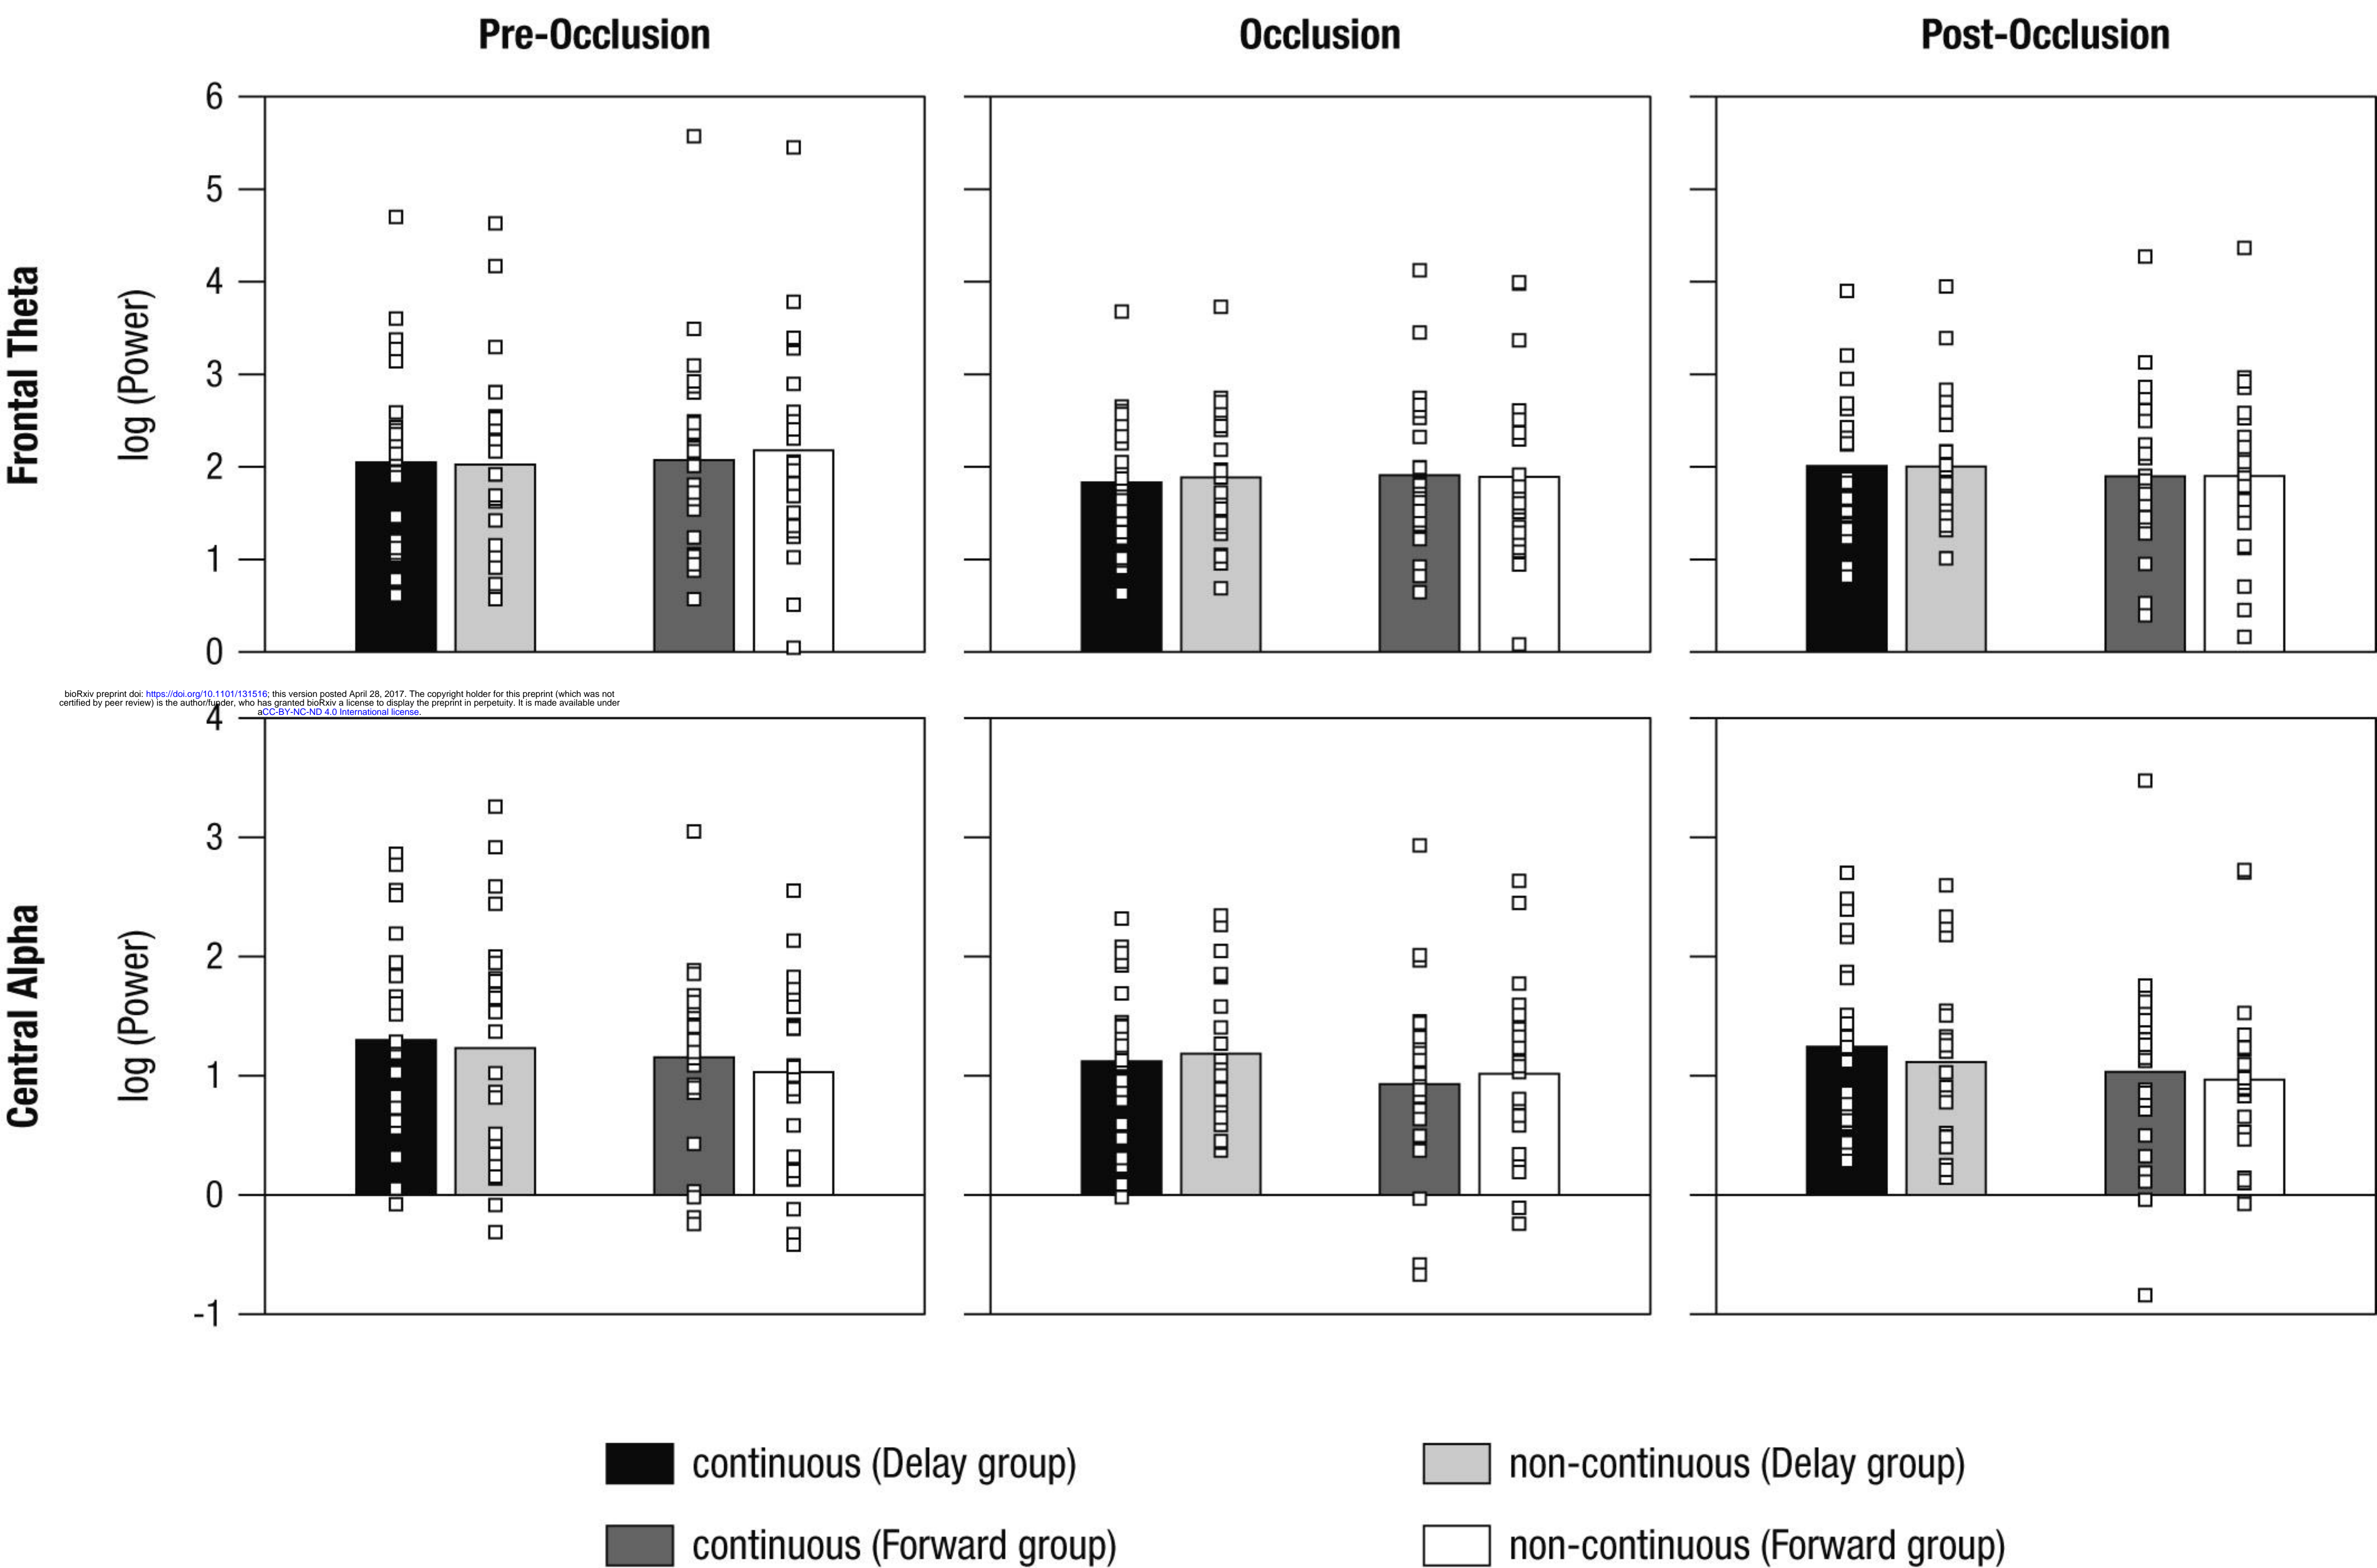 Pre-Occlusion
Occlusion
Post-Occlusion
Frontal Theta
log (Power)
6
5
4
3
2
1
0
bioRxiv preprint doi: https://doi.org/10.1101/131516; this version posted April 28, 2017. The copyright holder for this preprint (which was not
certified by peer review) is the author/funder, who has granted bioRxiv a license to display the preprint in perpetuity. It is made available under
aCC-BY-NC-ND 4.0 International license.
Central Alpha
log (Power)
4
3
2
1
0
-1
continuous (Delay group)
non-continuous (Delay group)
continuous (Forward group)
non-continuous (Forward group)